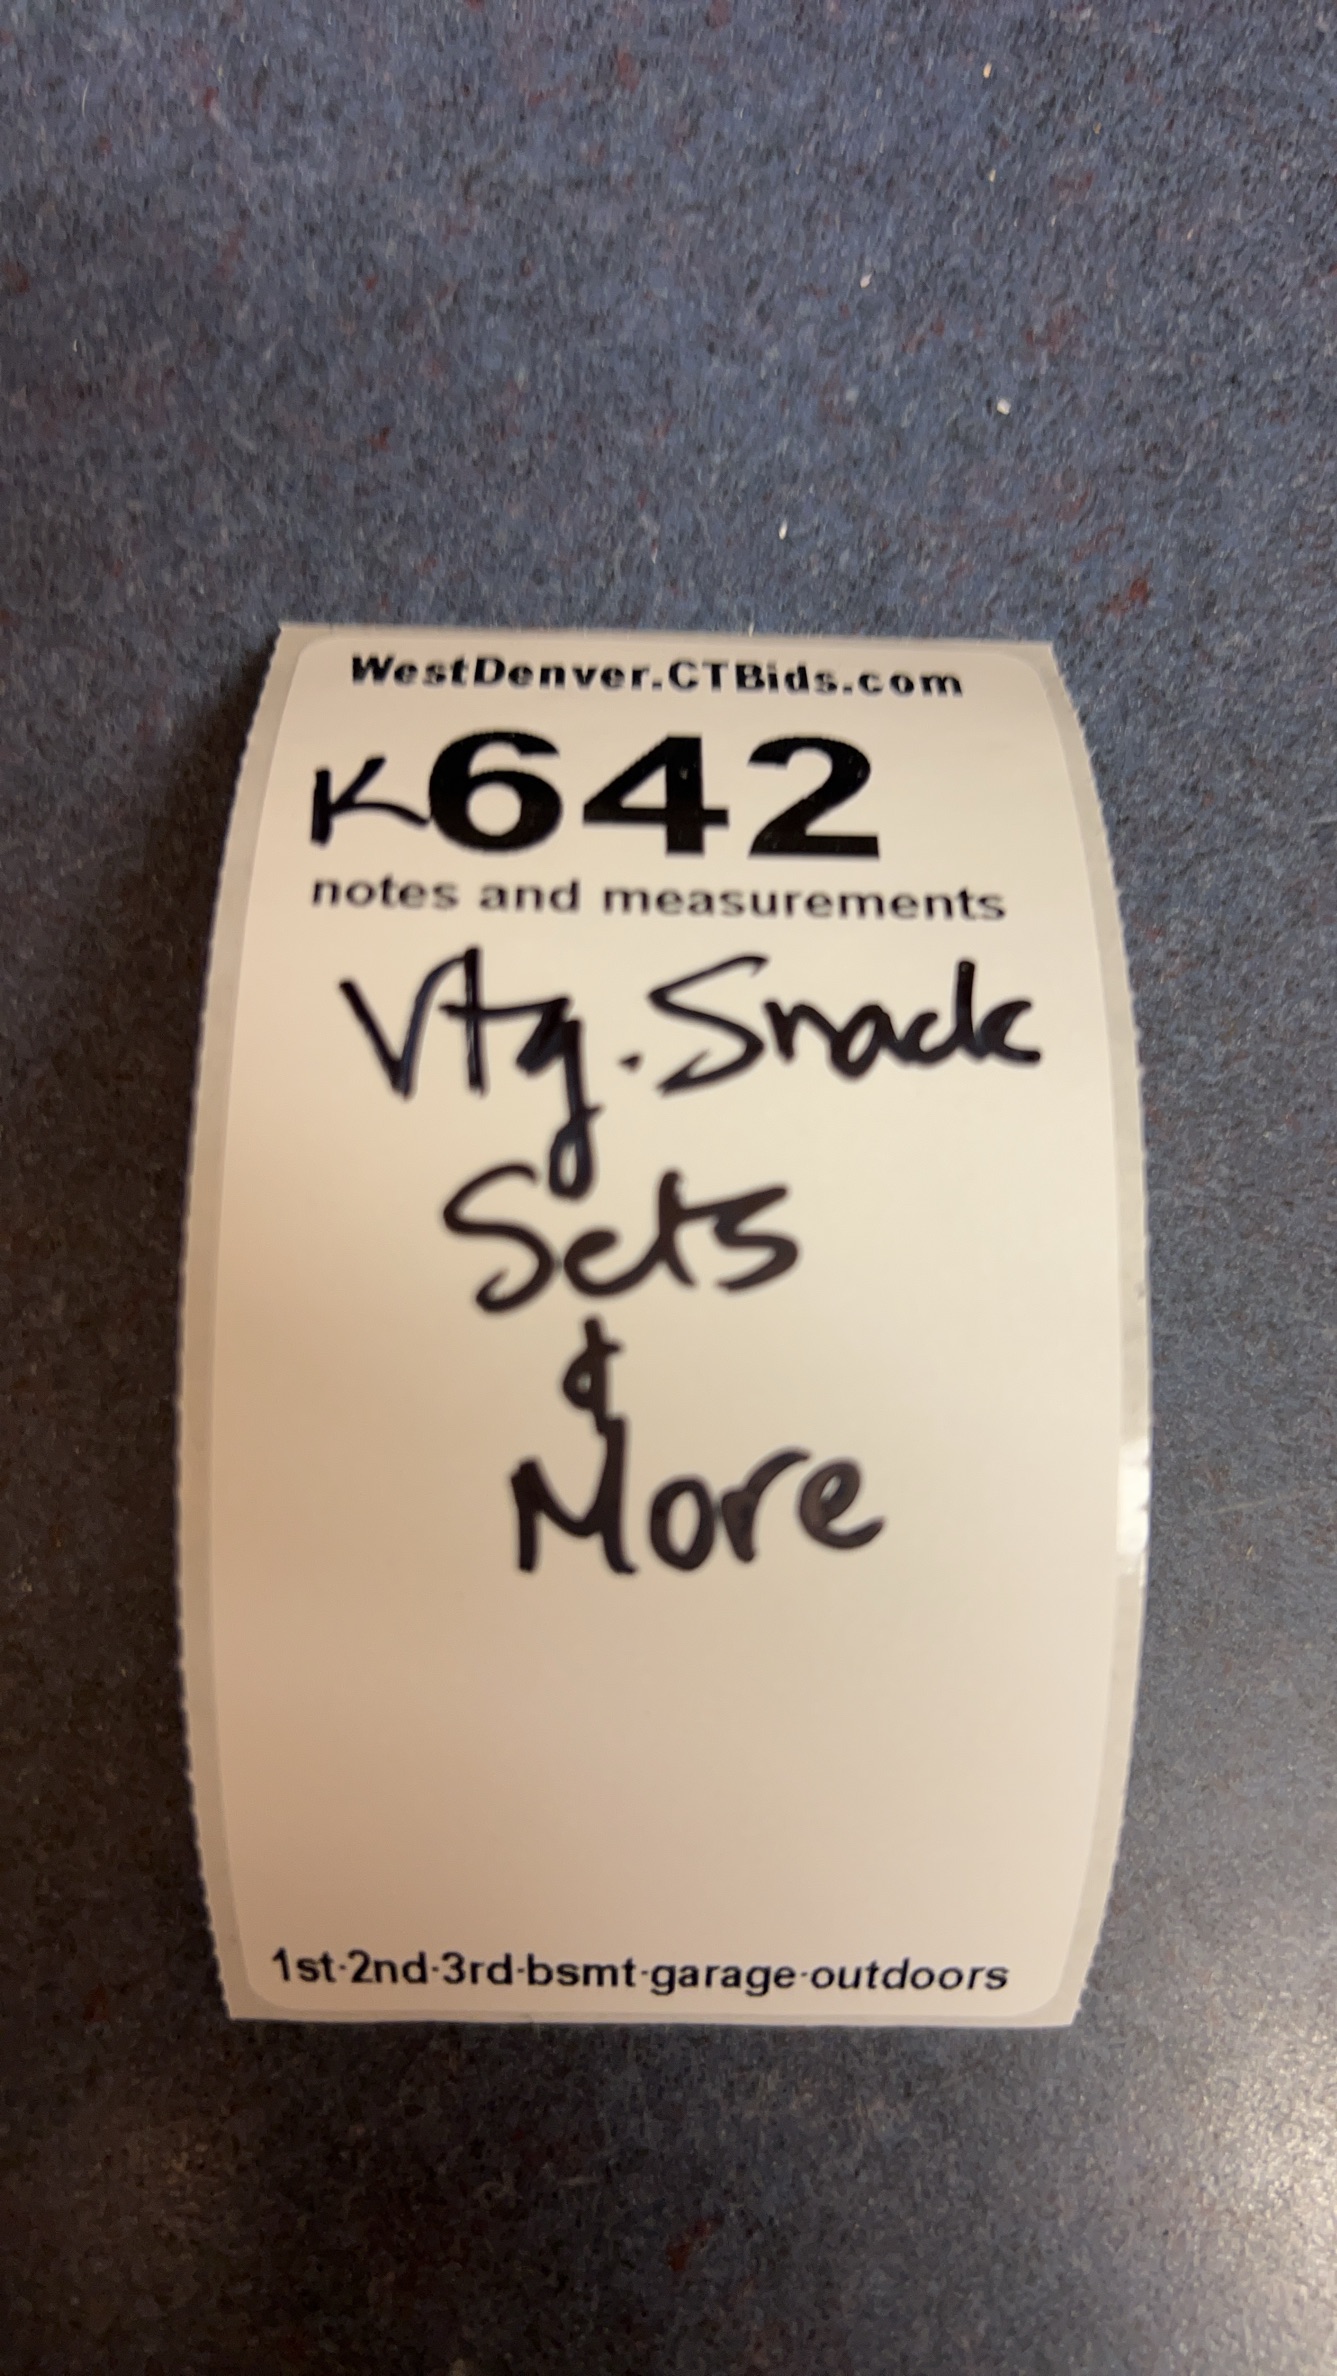 WestDenver.CTBids.com
K642
notes and measurements
Vtg. Snack
Sets
&
More
1st·2nd·3rd·bsmt·garage·outdoors